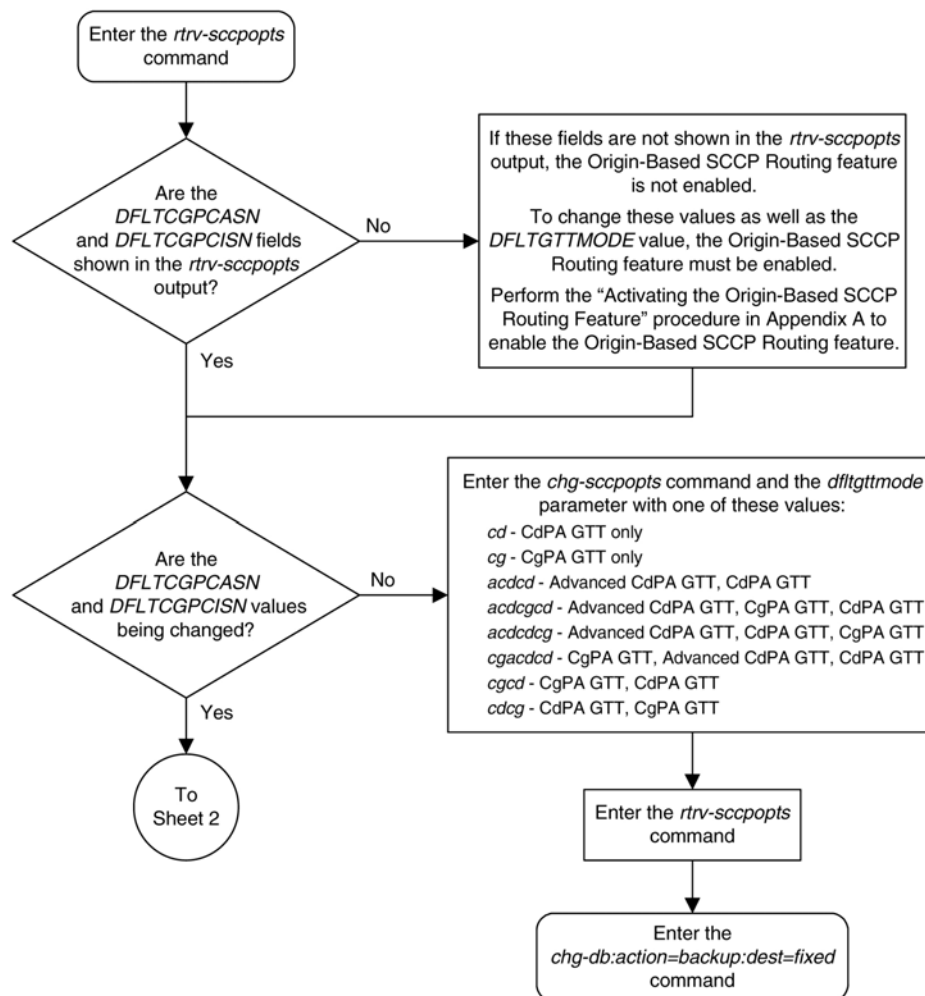 Enter the rtrv-sccpopts
command
Are the
DFLTCGPCASN
and DFLTCGPCISN fields
shown in the rtrv-sccpopts
output?
No
If these fields are not shown in the rtrv-sccpopts
output, the Origin-Based SCCP Routing feature
is not enabled.
To change these values as well as the
DFLTGTTMODE value, the Origin-Based SCCP
Routing feature must be enabled.
Perform the “Activating the Origin-Based SCCP
Routing Feature” procedure in Appendix A to
enable the Origin-Based SCCP Routing feature.
Yes
Are the
DFLTCGPCASN
and DFLTCGPCISN values
being changed?
No
Enter the chg-sccpopts command and the dfltgttmode
parameter with one of these values:
cd - CdPA GTT only
cg - CgPA GTT only
acdcd - Advanced CdPA GTT, CdPA GTT
acdcgcd - Advanced CdPA GTT, CgPA GTT, CdPA GTT
acdcdcg - Advanced CdPA GTT, CdPA GTT, CgPA GTT
cgacdcd - CgPA GTT, Advanced CdPA GTT, CdPA GTT
cgcd - CgPA GTT, CdPA GTT
cdcg - CdPA GTT, CgPA GTT
Yes
To
Sheet 2
Enter the rtrv-sccpopts
command
Enter the
chg-db:action=backup:dest=fixed
command